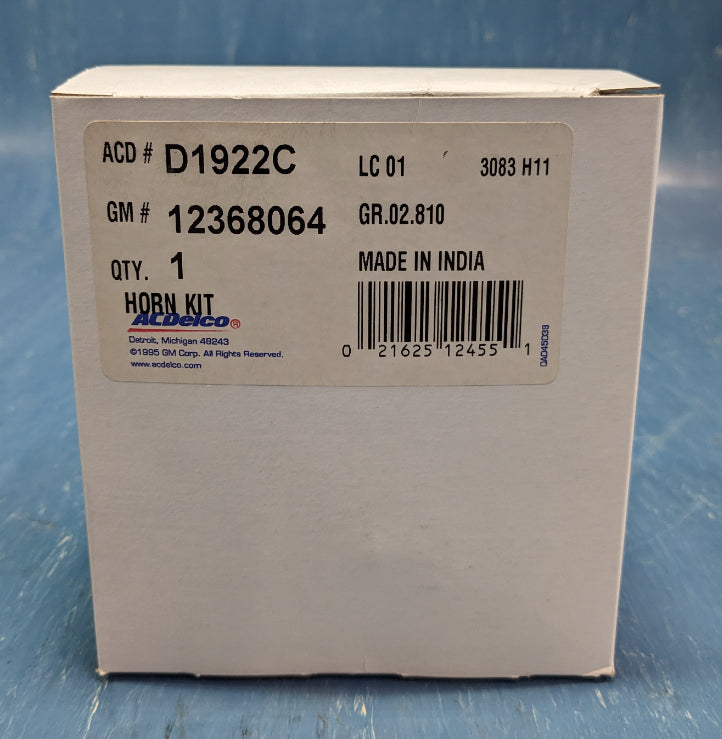 ACD # D1922C LC 01 3083 H11
GM # 12368064 GR.02.810
QTY. 1 MADE IN INDIA
HORN KIT
ACDelco®
Detroit, Michigan 48243
©1995 GM Corp. All Rights Reserved.
www.acdelco.com
0 21625 12455 1
0AD45D38